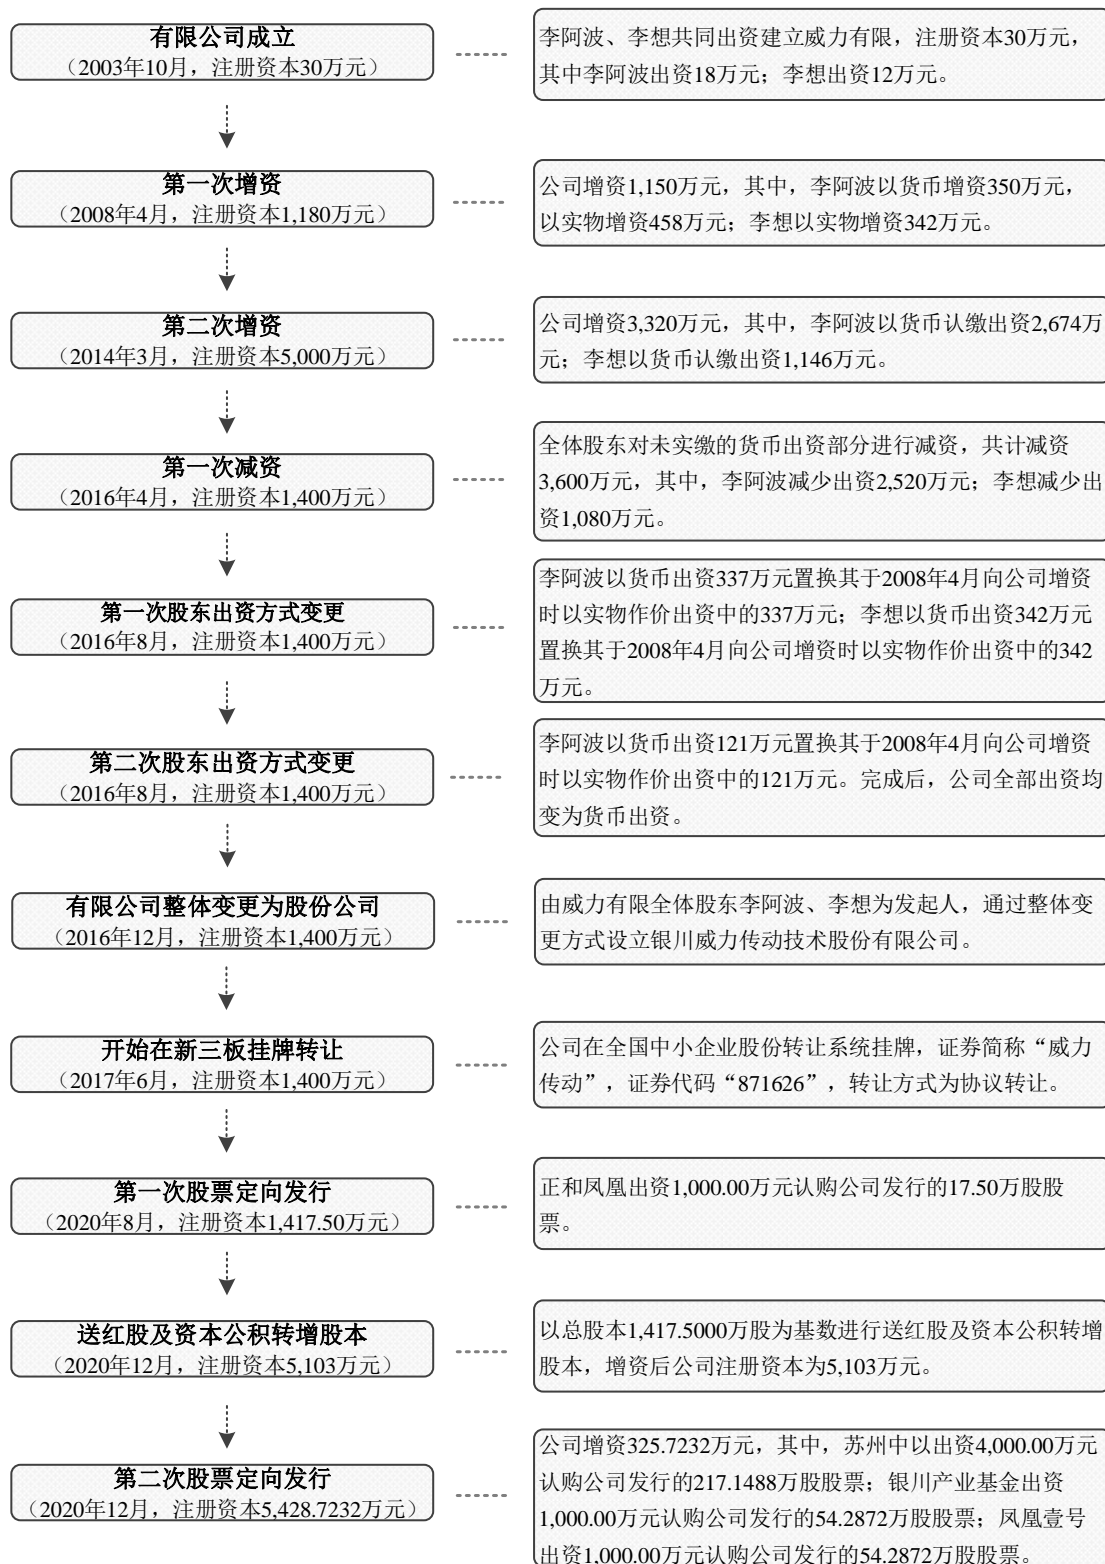 有限公司成立
（2003年10月，注册资本30万元）
李阿波、李想共同出资建立威力有限，注册资本30万元，
其中李阿波出资18万元；李想出资12万元。
第一次增资
（2008年4月，注册资本1,180万元）
公司增资1,150万元，其中，李阿波以货币增资350万元，
以实物增资458万元；李想以实物增资342万元。
第二次增资
（2014年3月，注册资本5,000万元）
公司增资3,320万元，其中，李阿波以货币认缴出资2,674万
元；李想以货币认缴出资1,146万元。
第一次减资
（2016年4月，注册资本1,400万元）
全体股东对未实缴的货币出资部分进行减资，共计减资
3,600万元，其中，李阿波减少出资2,520万元；李想减少出
资1,080万元。
第一次股东出资方式变更
（2016年8月，注册资本1,400万元）
李阿波以货币出资337万元置换其于2008年4月向公司增资
时以实物作价出资中的337万元；李想以货币出资342万元
置换其于2008年4月向公司增资时以实物作价出资中的342
万元。
第二次股东出资方式变更
（2016年8月，注册资本1,400万元）
李阿波以货币出资121万元置换其于2008年4月向公司增资
时以实物作价出资中的121万元。完成后，公司全部出资均
变为货币出资。
有限公司整体变更为股份公司
（2016年12月，注册资本1,400万元）
由威力有限全体股东李阿波、李想为发起人，通过整体变
更方式设立银川威力传动技术股份有限公司。
开始在新三板挂牌转让
（2017年6月，注册资本1,400万元）
公司在全国中小企业股份转让系统挂牌，证券简称“威力
传动”，证券代码“871626”，转让方式为协议转让。
第一次股票定向发行
（2020年8月，注册资本1,417.50万元）
正和凤凰出资1,000.00万元认购公司发行的17.50万股股
票。
送红股及资本公积转增股本
（2020年12月，注册资本5,103万元）
以总股本1,417.5000万股为基数进行送红股及资本公积转增
股本，增资后公司注册资本为5,103万元。
第二次股票定向发行
（2020年12月，注册资本5,428.7232万元）
公司增资325.7232万元，其中，苏州中以出资4,000.00万元
认购公司发行的217.1488万股股票；银川产业基金出资
1,000.00万元认购公司发行的54.2872万股股票；凤凰壹号
出资1,000.00万元认购公司发行的54.2872万股股票。